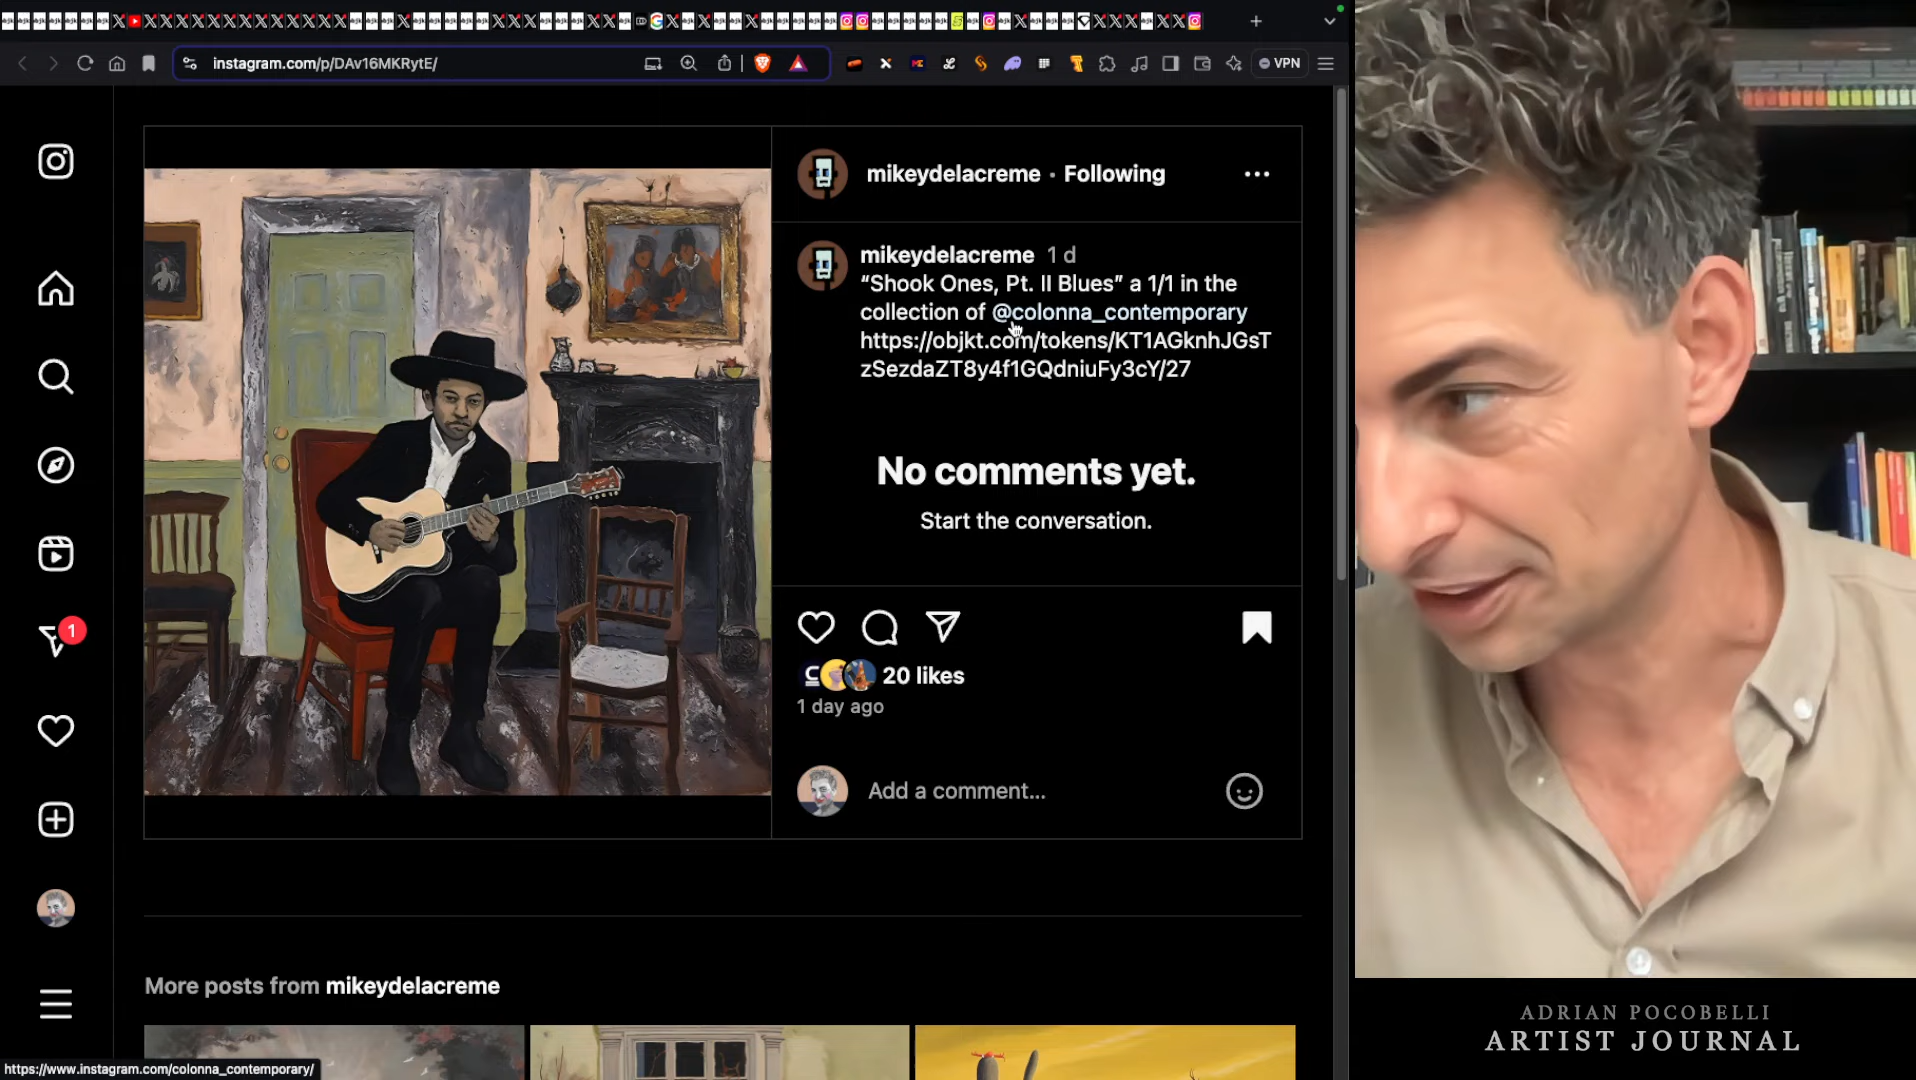 instagram.com/p/DAv16MKRytE/
VPN
mikeydelacreme • Following
mikeydelacreme 1 d
“Shook Ones, Pt. II Blues” a 1/1 in the
collection of @colonna_contemporary
https://objkt.com/tokens/KT1AGknhJGsT
zSezdaZT8y4f1GQdniuFy3cY/27
No comments yet.
Start the conversation.
1
20 likes
1 day ago
Add a comment...
More posts from mikeydelacreme
https://www.instagram.com/colonna_contemporary/
ADRIAN POCOBELLI
ARTIST JOURNAL